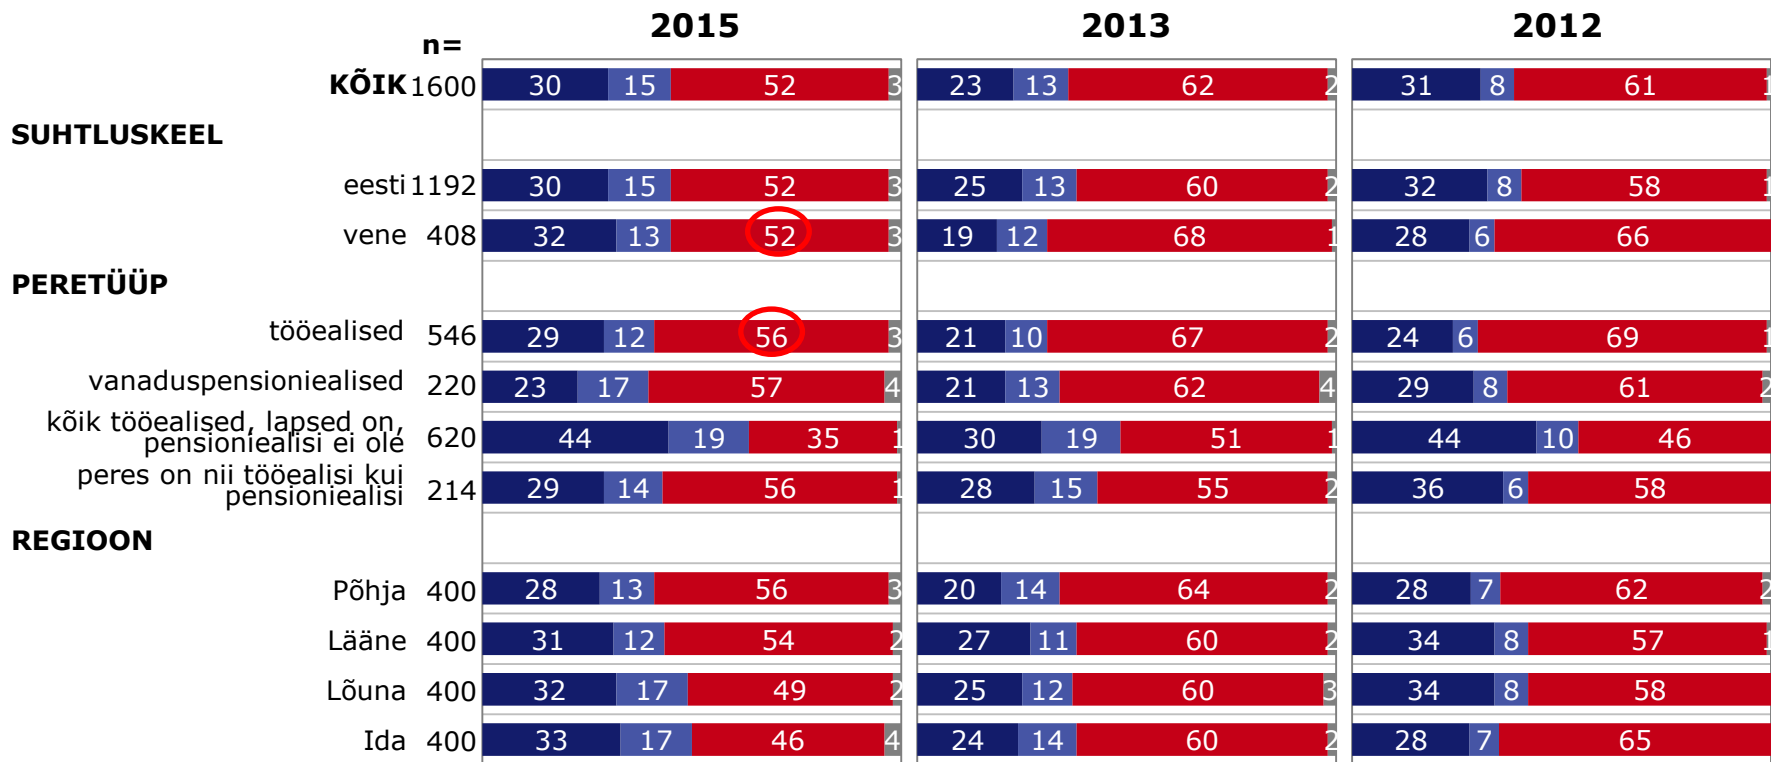 2015 2013 2012
n=
KÕIK 1600 30 15 52 3 23 13 62 2 31 8 61 1
SUHTLUSKEEL
eesti 1192 30 15 52 3 25 13 60 2 32 8 58 1
vene 408 32 13 52 3 19 12 68 1 28 6 66
PERETÜÜP
tööealised 546 29 12 56 3 21 10 67 2 24 6 69 1
vanaduspensioniealised 220 23 17 57 4 21 13 62 4 29 8 61 2
kõik tööealised, lapsed on,
pensioniealisi ei ole 620 44 19 35 1 30 19 51 1 44 10 46
peres on nii tööealisi kui
pensioniealisi 214 29 14 56 1 28 15 55 2 36 6 58
REGIOON
Põhja 400 28 13 56 3 20 14 64 2 28 7 62 2
Lääne 400 31 12 54 2 27 11 60 2 34 8 57 1
Lõuna 400 32 17 49 2 25 12 60 3 34 8 58
Ida 400 33 17 46 4 24 14 60 2 28 7 65